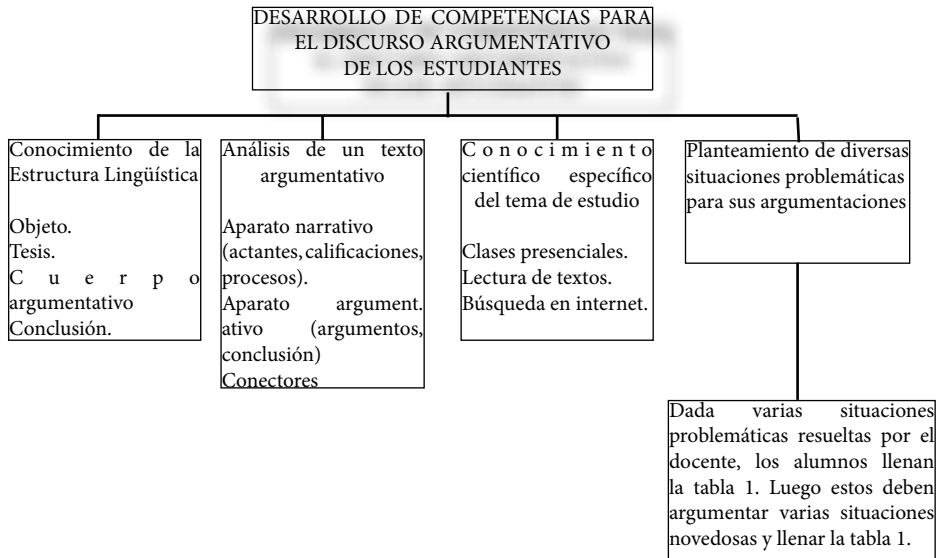 DESARROLLO DE COMPETENCIAS PARA
EL DISCURSO ARGUMENTATIVO
DE LOS ESTUDIANTES
Conocimiento de la
Estructura Lingüística
Objeto.
Tesis.
Cuerpo
argumentativo
Conclusión.
Análisis de un texto
argumentativo
Aparato narrativo
(actantes, calificaciones,
procesos).
Aparato argument.
ativo (argumentos,
conclusión)
Conectores
Conocimiento
científico específico
del tema de estudio
Clases presenciales.
Lectura de textos.
Búsqueda en internet.
Planteamiento de diversas
situaciones problemáticas
para sus argumentaciones
Dada varias situaciones
problemáticas resueltas por el
docente, los alumnos llenan
la tabla 1. Luego estos deben
argumentar varias situaciones
novedosas y llenar la tabla 1.